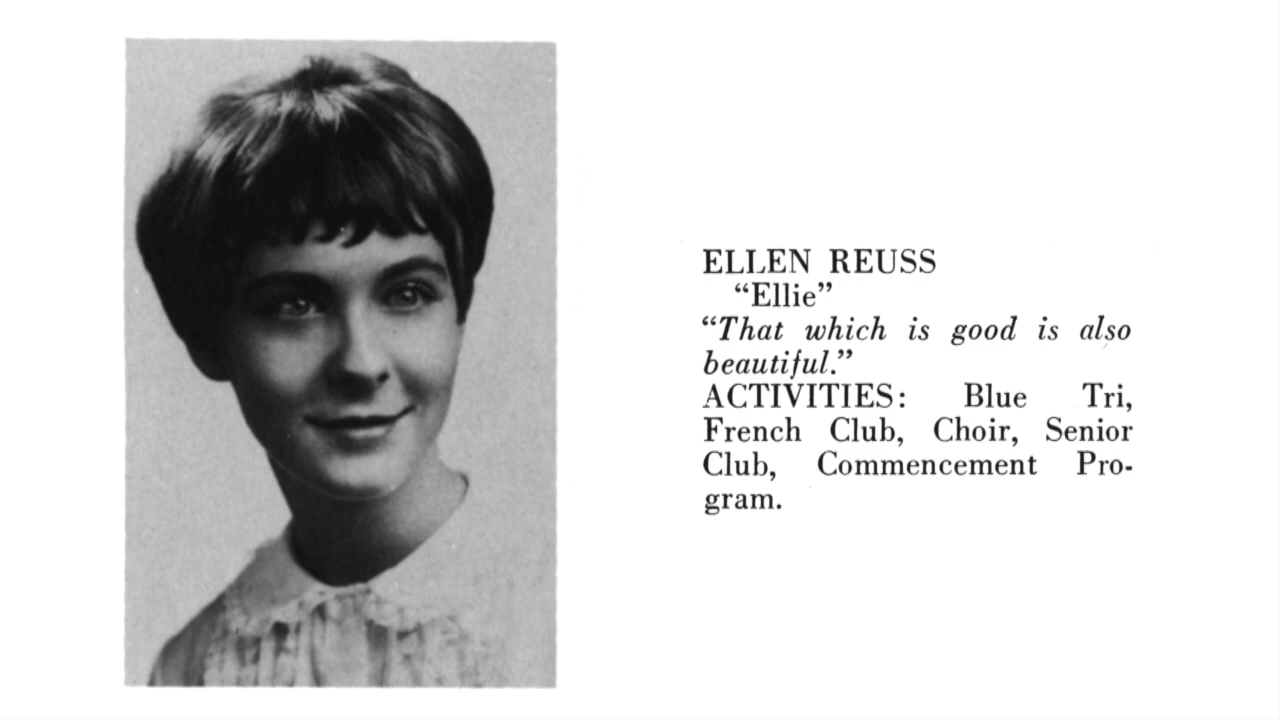 ELLEN REUSS
“Ellie”
“That which is good is also
beautiful.”
ACTIVITIES: Blue Tri,
French Club, Choir, Senior
Club, Commencement Pro-
gram.